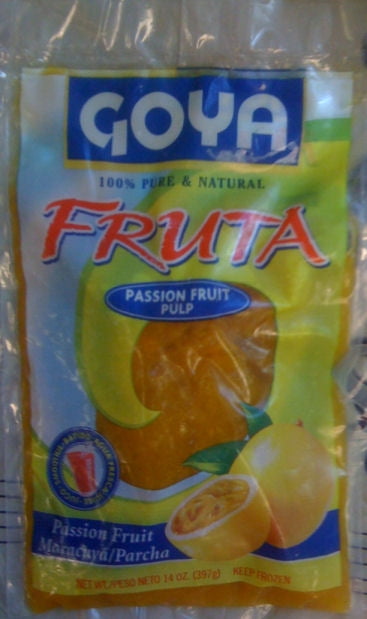 GOYA
100% PURE & NATURAL
FRUTA
PASSION FRUIT
PULP
Passion Fruit
Maracuyá/Parcha
NET WT./PESO NETO 14 OZ. (397g) KEEP FROZEN